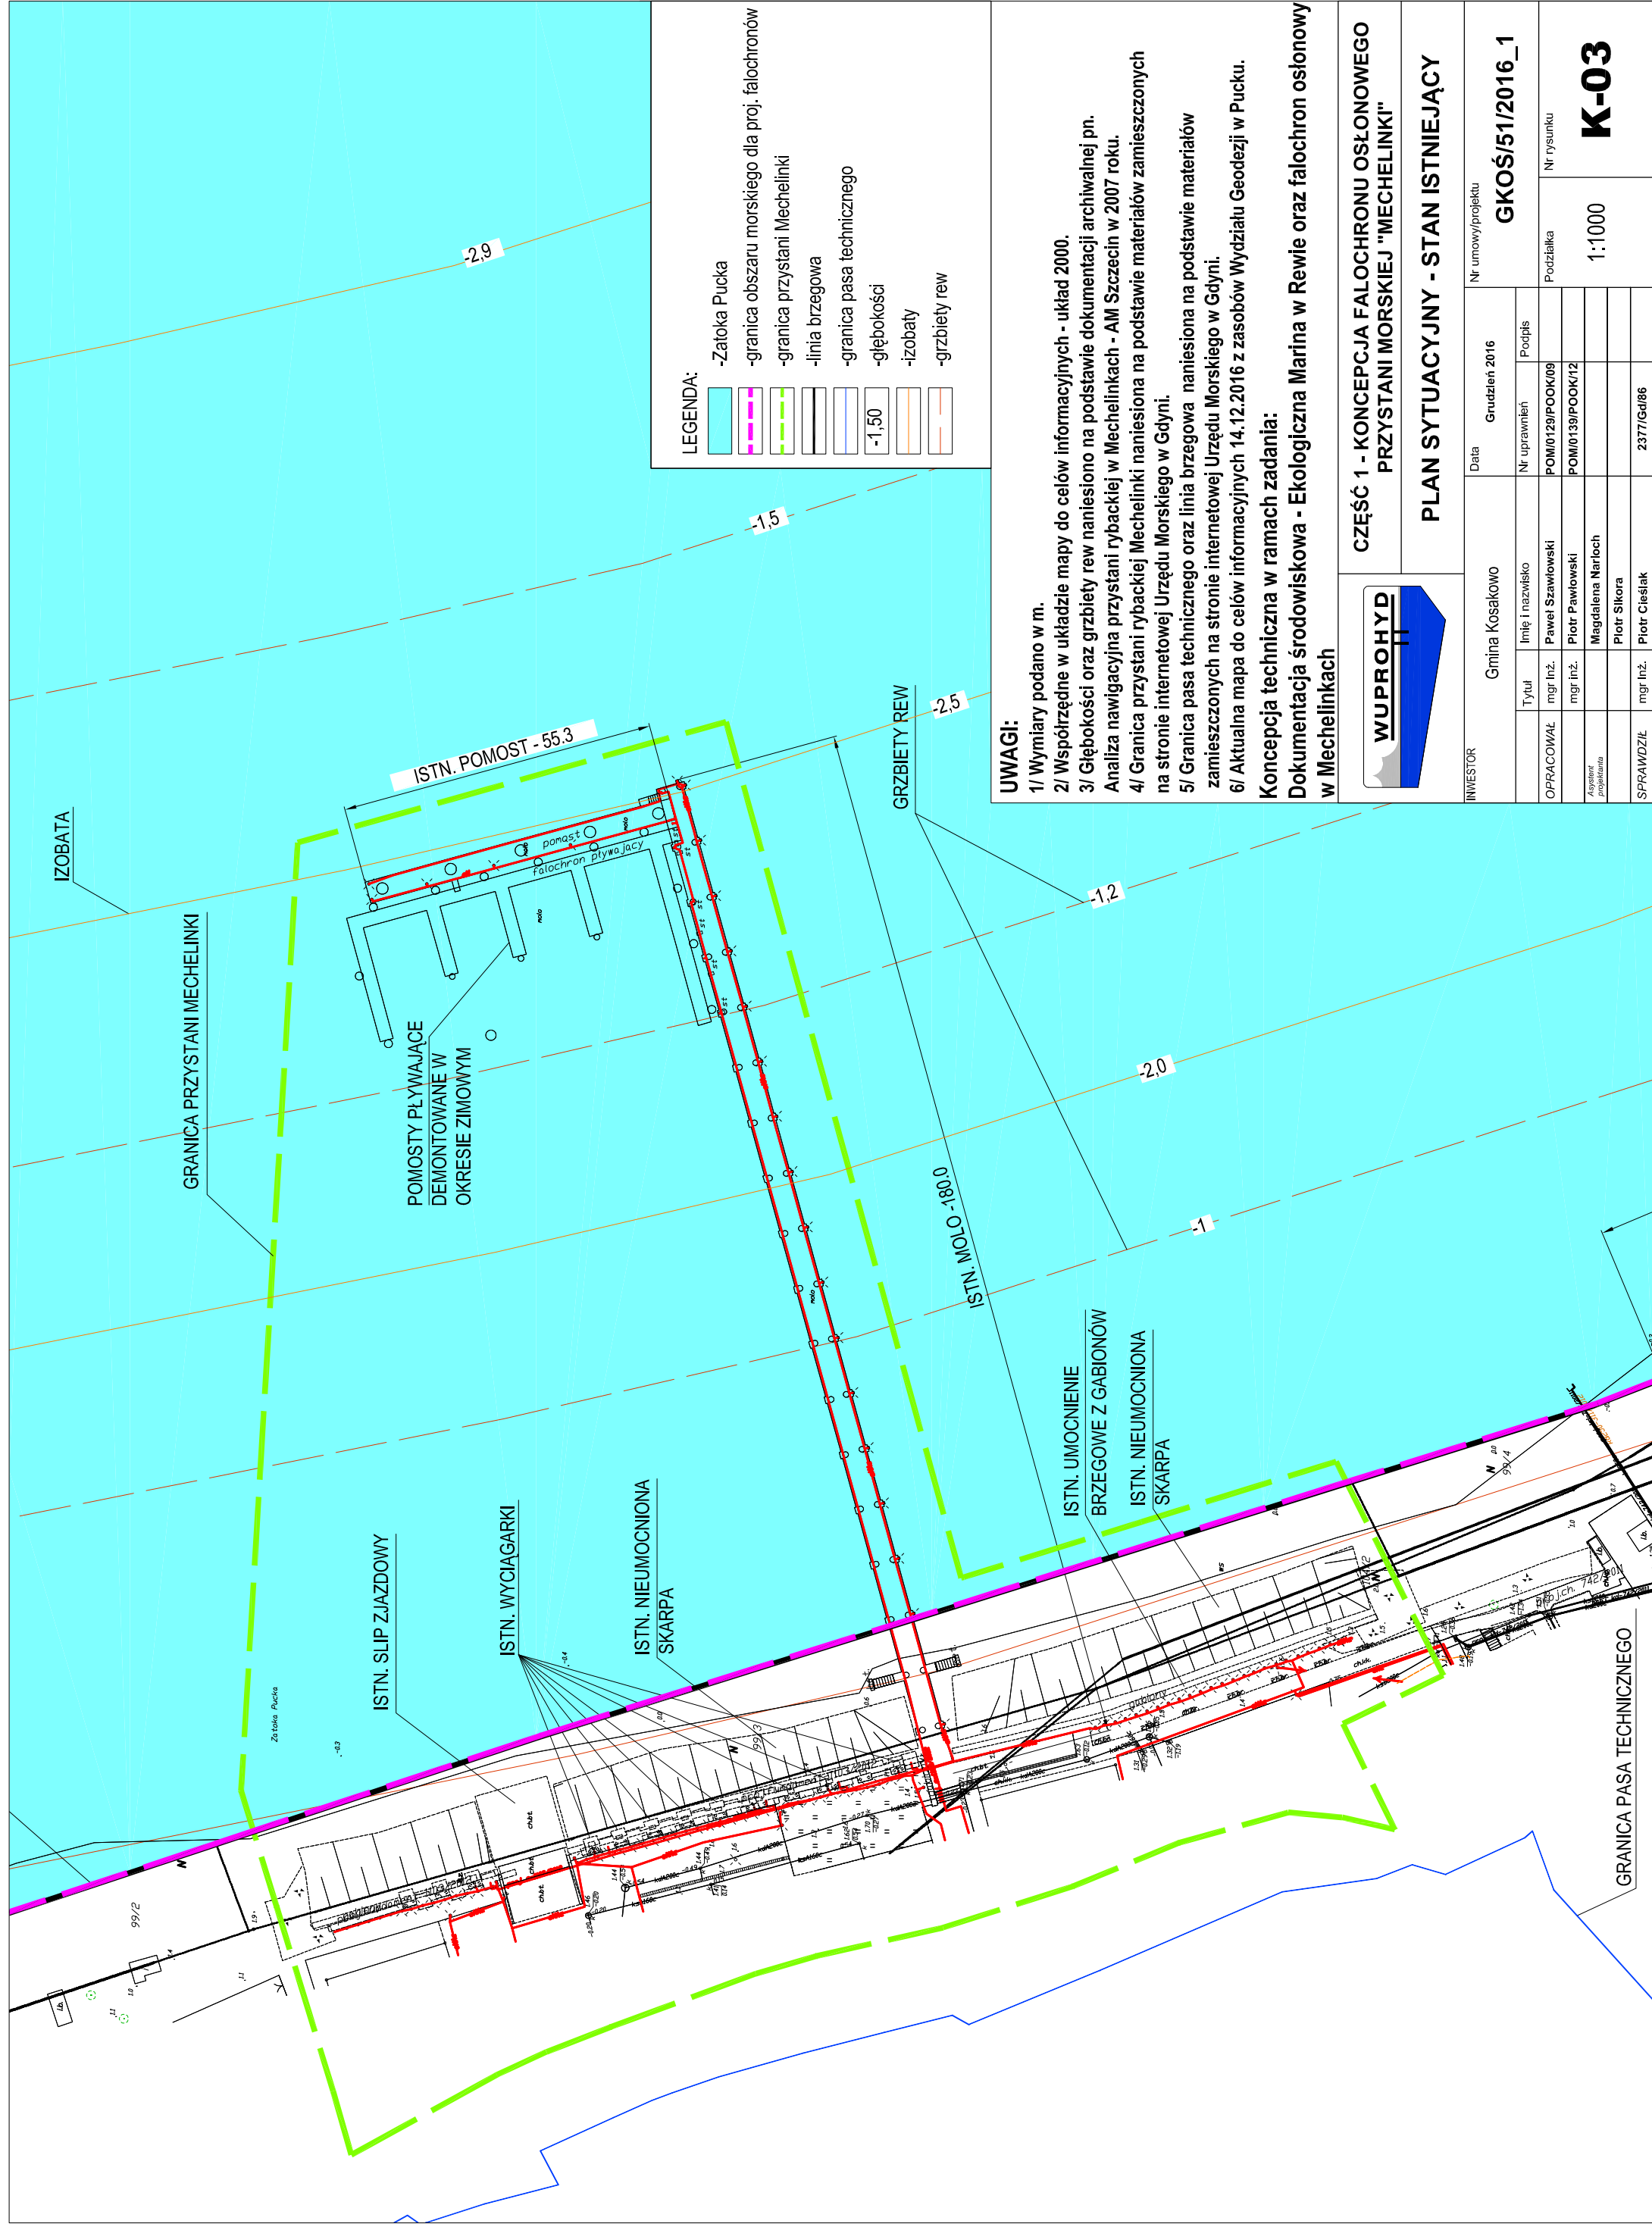 IZOBATA
GRANICA PRZYSTANI MECHELINKI
POMOSTY PŁYWAJĄCE
DEMONTOWANE W
OKRESIE ZIMOWYM
ISTN. POMOST - 55.3
pomost
falochron pływający
molo
molo
molo
-2,9
-1,5
-2,5
GRZBIETY REW
-1,2
-2,0
-1
ISTN. MOLO -180.0
molo
ISTN. SLIP ZJAZDOWY
ISTN. WYCIĄGARKI
ISTN. NIEUMOCNIONA
SKARPA
ISTN. UMOCNIENIE
BRZEGOWE Z GABIONÓW
ISTN. NIEUMOCNIONA
SKARPA
Zatoka Pucka
99/2
99/3
99/4
gabiony
chbt.
chbt.
GRANICA PASA TECHNICZNEGO
LEGENDA:
-Zatoka Pucka
-granica obszaru morskiego dla proj. falochronów
-granica przystani Mechelinki
-linia brzegowa
-granica pasa technicznego
-1,50 -głębokości
-izobaty
-grzbiety rew
UWAGI:
1/ Wymiary podano w m.
2/ Współrzędne w układzie mapy do celów informacyjnych - układ 2000.
3/ Głębokości oraz grzbiety rew naniesiono na podstawie dokumentacji archiwalnej pn.
Analiza nawigacyjna przystani rybackiej w Mechelinkach - AM Szczecin w 2007 roku.
4/ Granica przystani rybackiej Mechelinki naniesiona na podstawie materiałów zamieszczonych
na stronie internetowej Urzędu Morskiego w Gdyni.
5/ Granica pasa technicznego oraz linia brzegowa naniesiona na podstawie materiałów
zamieszczonych na stronie internetowej Urzędu Morskiego w Gdyni.
6/ Aktualna mapa do celów informacyjnych 14.12.2016 z zasobów Wydziału Geodezji w Pucku.
Koncepcja techniczna w ramach zadania:
Dokumentacja środowiskowa - Ekologiczna Marina w Rewie oraz falochron osłonowy
w Mechelinkach
WUPROHYD
CZĘŚĆ 1 - KONCEPCJA FALOCHRONU OSŁONOWEGO
PRZYSTANI MORSKIEJ "MECHELINKI"
PLAN SYTUACYJNY - STAN ISTNIEJĄCY
INWESTOR
Gmina Kosakowo
Data
Grudzień 2016
Nr umowy/projektu
GKOŚ/51/2016_1
Tytuł Imię i nazwisko Nr uprawnień Podpis
OPRACOWAŁ mgr inż. Paweł Szawłowski POM/0129/POOK/09
mgr inż. Piotr Pawłowski POM/0139/POOK/12
Asystent
projektanta
Magdalena Narloch
Piotr Sikora
SPRAWDZIŁ mgr inż. Piotr Cieślak 2377/Gd/86
Podziałka
1:1000
Nr rysunku
K-03